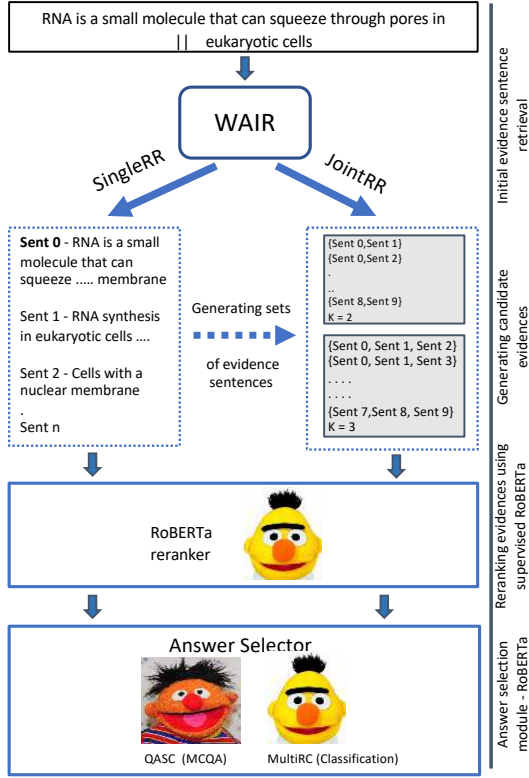 RNA is a small molecule that can squeeze through pores in
|| eukaryotic cells
WAIR
SingleRR
JointRR
Sent 0 - RNA is a small
molecule that can
squeeze ..... membrane
Sent 1 - RNA synthesis
in eukaryotic cells ....
Sent 2 - Cells with a
nuclear membrane
.
Sent n
Generating sets
of evidence
sentences
{Sent 0,Sent 1}
{Sent 0,Sent 2}
.
..
{Sent 8,Sent 9}
K = 2
{Sent 0, Sent 1, Sent 2}
{Sent 0, Sent 1, Sent 3}
. . . .
. . . .
{Sent 7,Sent 8, Sent 9}
K = 3
RoBERTa
reranker
Answer Selector
QASC (MCQA)
MultiRC (Classification)
Initial evidence sentence
retrieval
Generating candidate
evidences
Reranking evidences using
supervised RoBERTa
Answer selection
module - RoBERTa